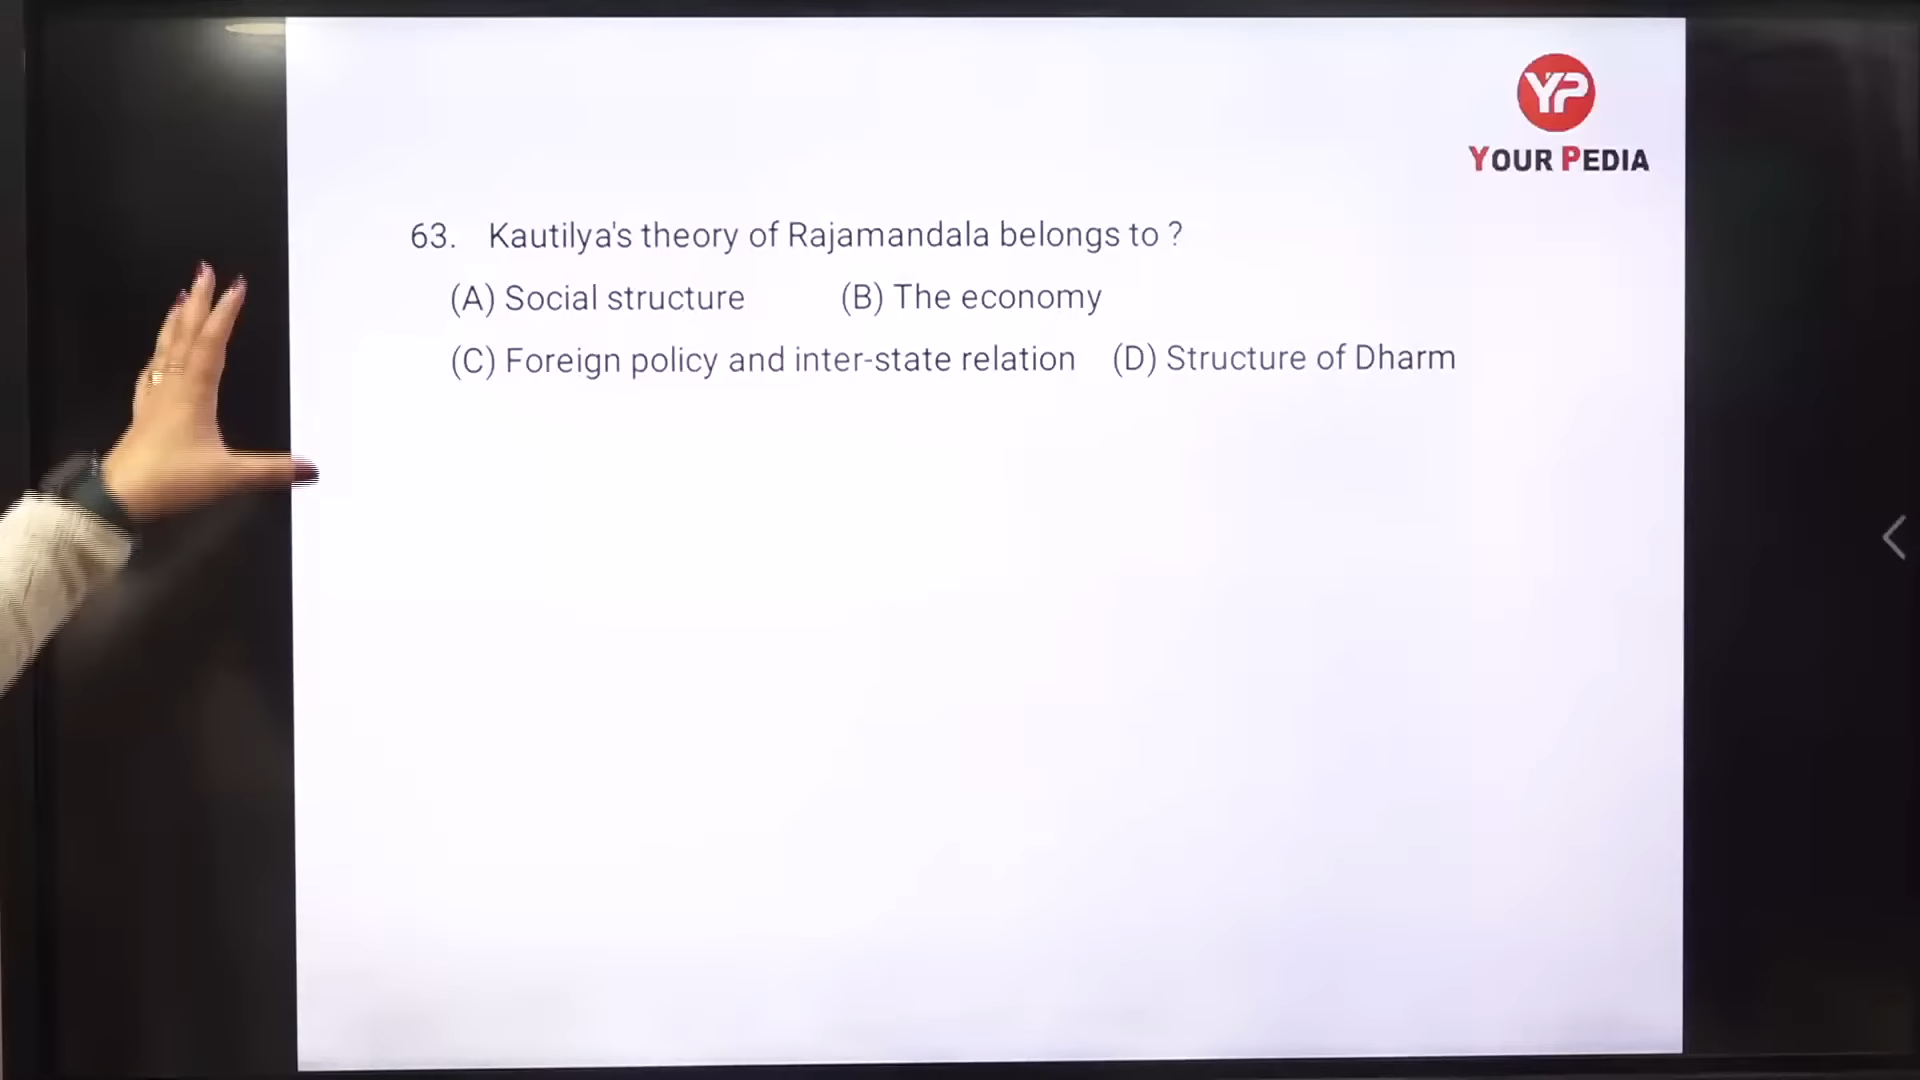 YP
YOUR PEDIA
63. Kautilya's theory of Rajamandala belongs to ?
(A) Social structure (B) The economy
(C) Foreign policy and inter-state relation (D) Structure of Dharm